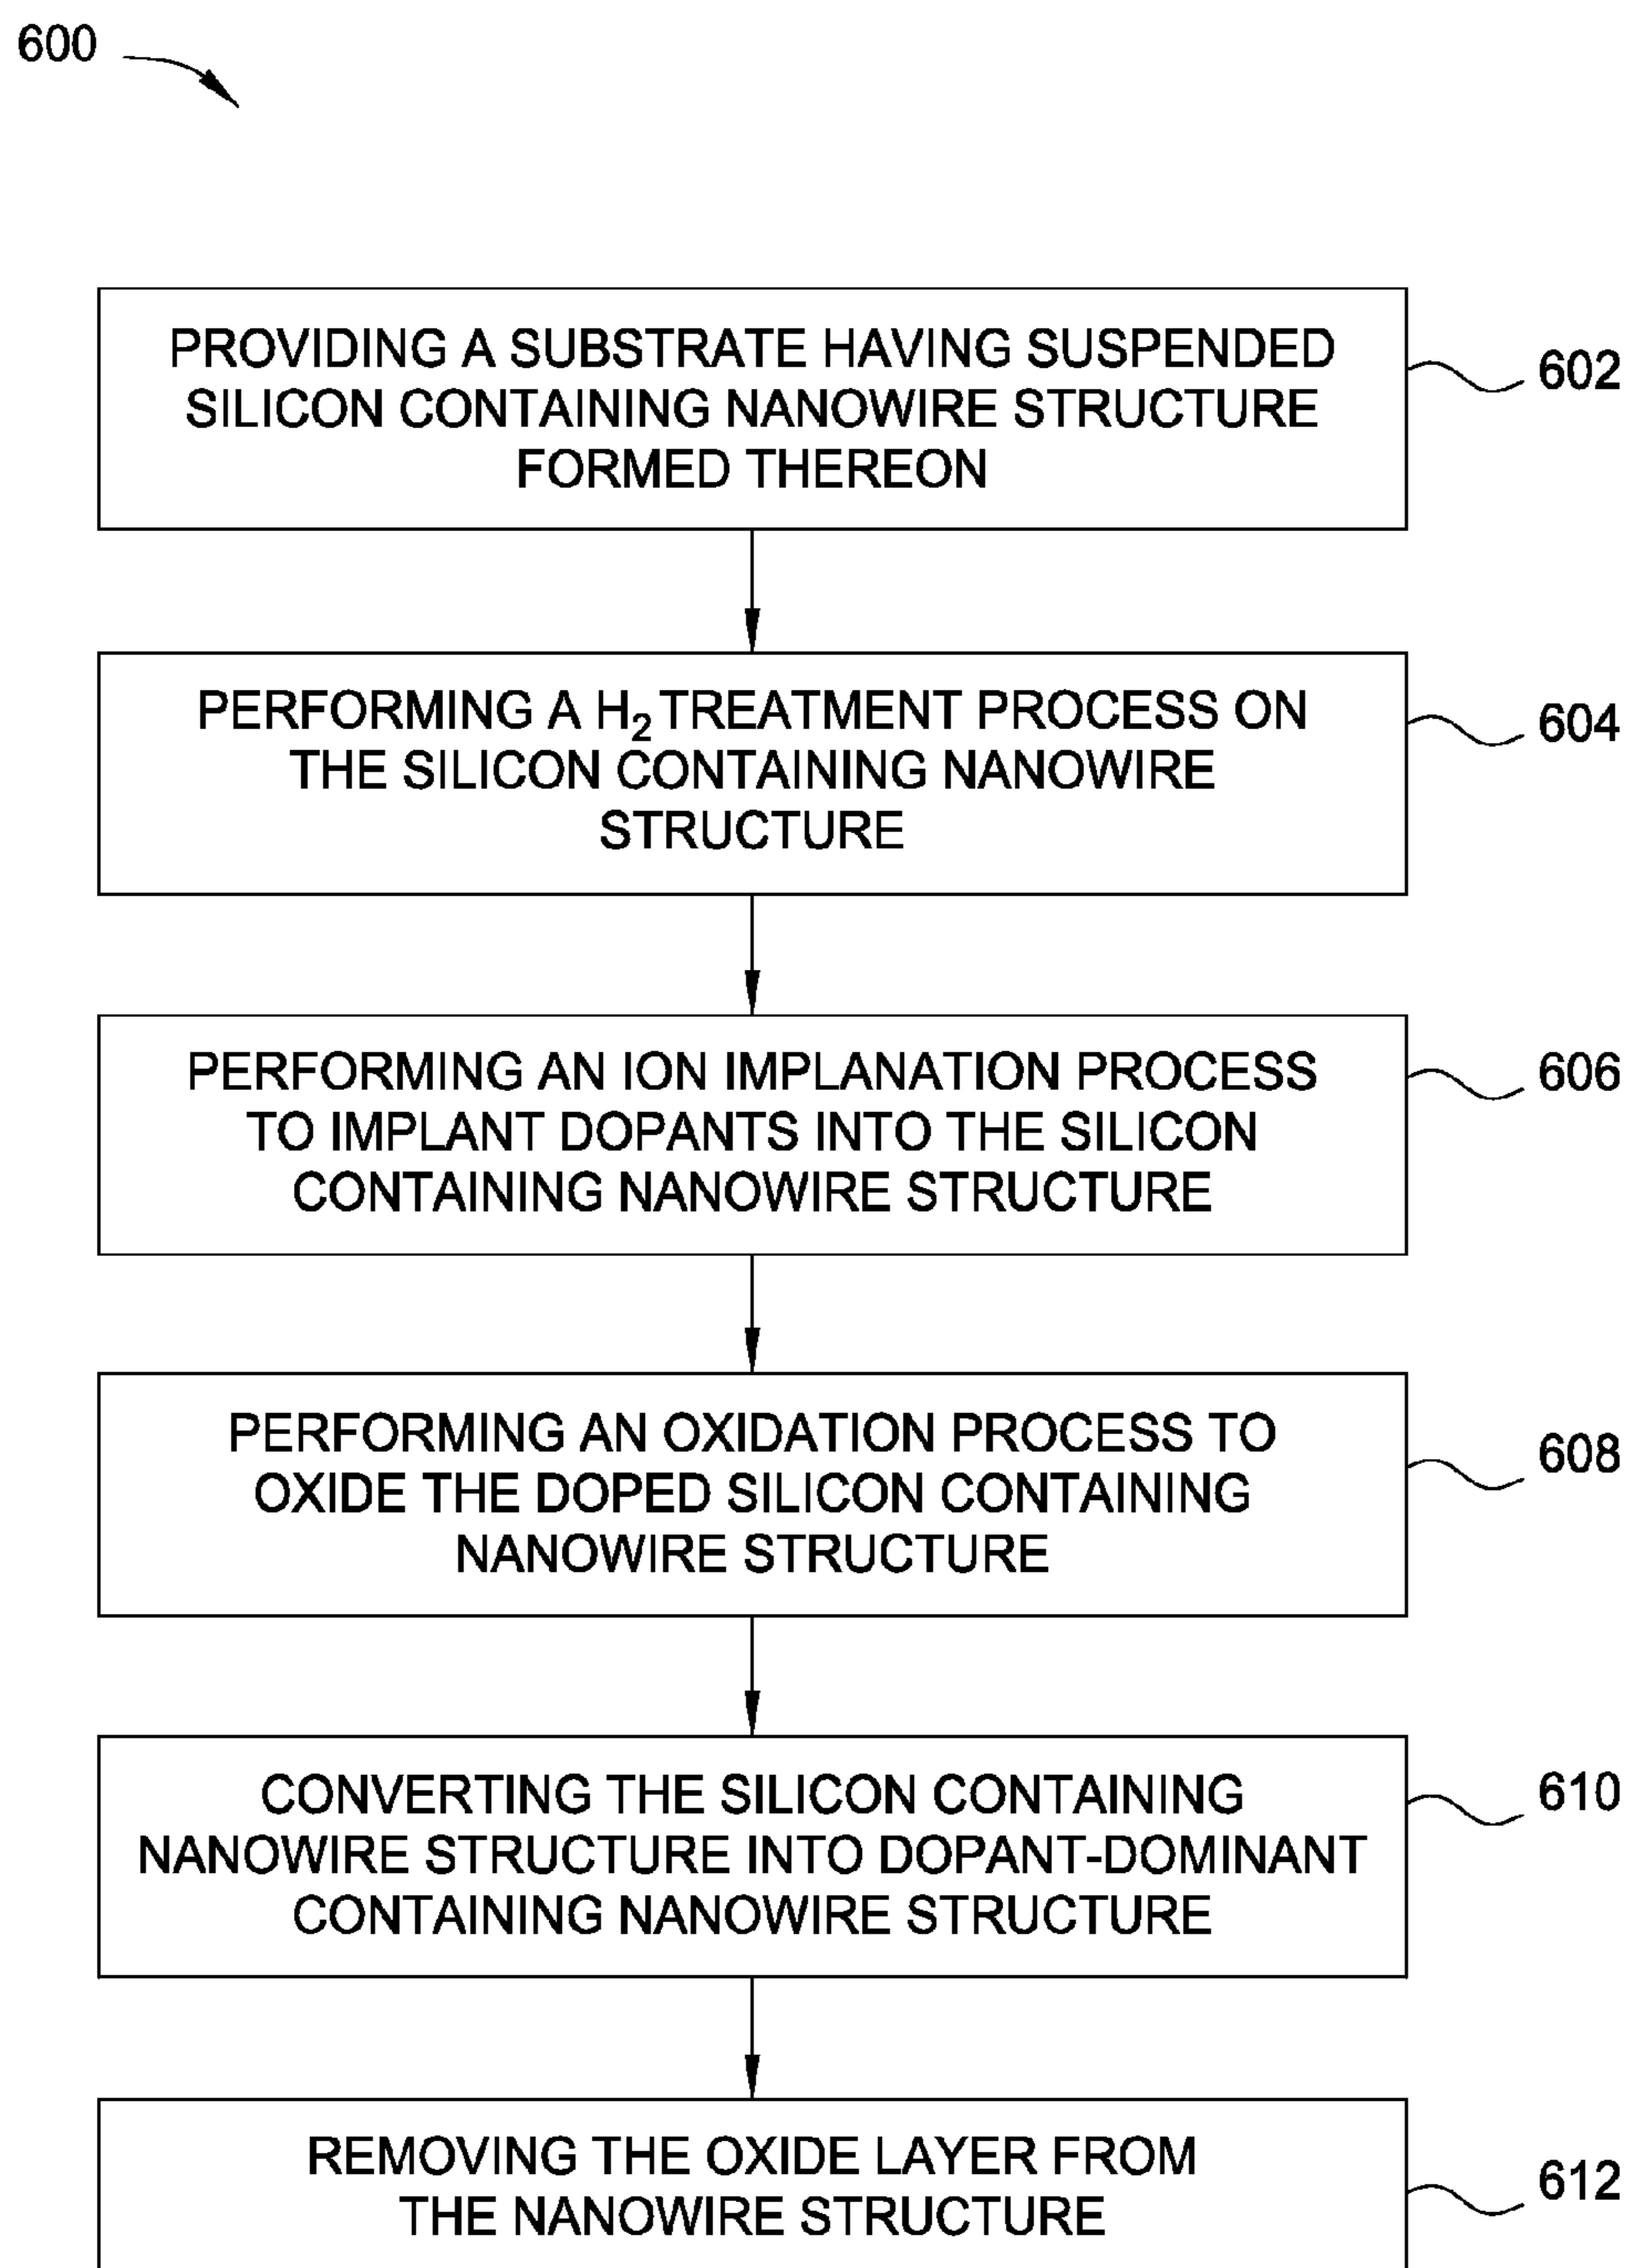 600
PROVIDING A SUBSTRATE HAVING SUSPENDED
SILICON CONTAINING NANOWIRE STRUCTURE
FORMED THEREON
602
PERFORMING A H₂ TREATMENT PROCESS ON
THE SILICON CONTAINING NANOWIRE
STRUCTURE
604
PERFORMING AN ION IMPLANATION PROCESS
TO IMPLANT DOPANTS INTO THE SILICON
CONTAINING NANOWIRE STRUCTURE
606
PERFORMING AN OXIDATION PROCESS TO
OXIDE THE DOPED SILICON CONTAINING
NANOWIRE STRUCTURE
608
CONVERTING THE SILICON CONTAINING
NANOWIRE STRUCTURE INTO DOPANT-DOMINANT
CONTAINING NANOWIRE STRUCTURE
610
REMOVING THE OXIDE LAYER FROM
THE NANOWIRE STRUCTURE
612